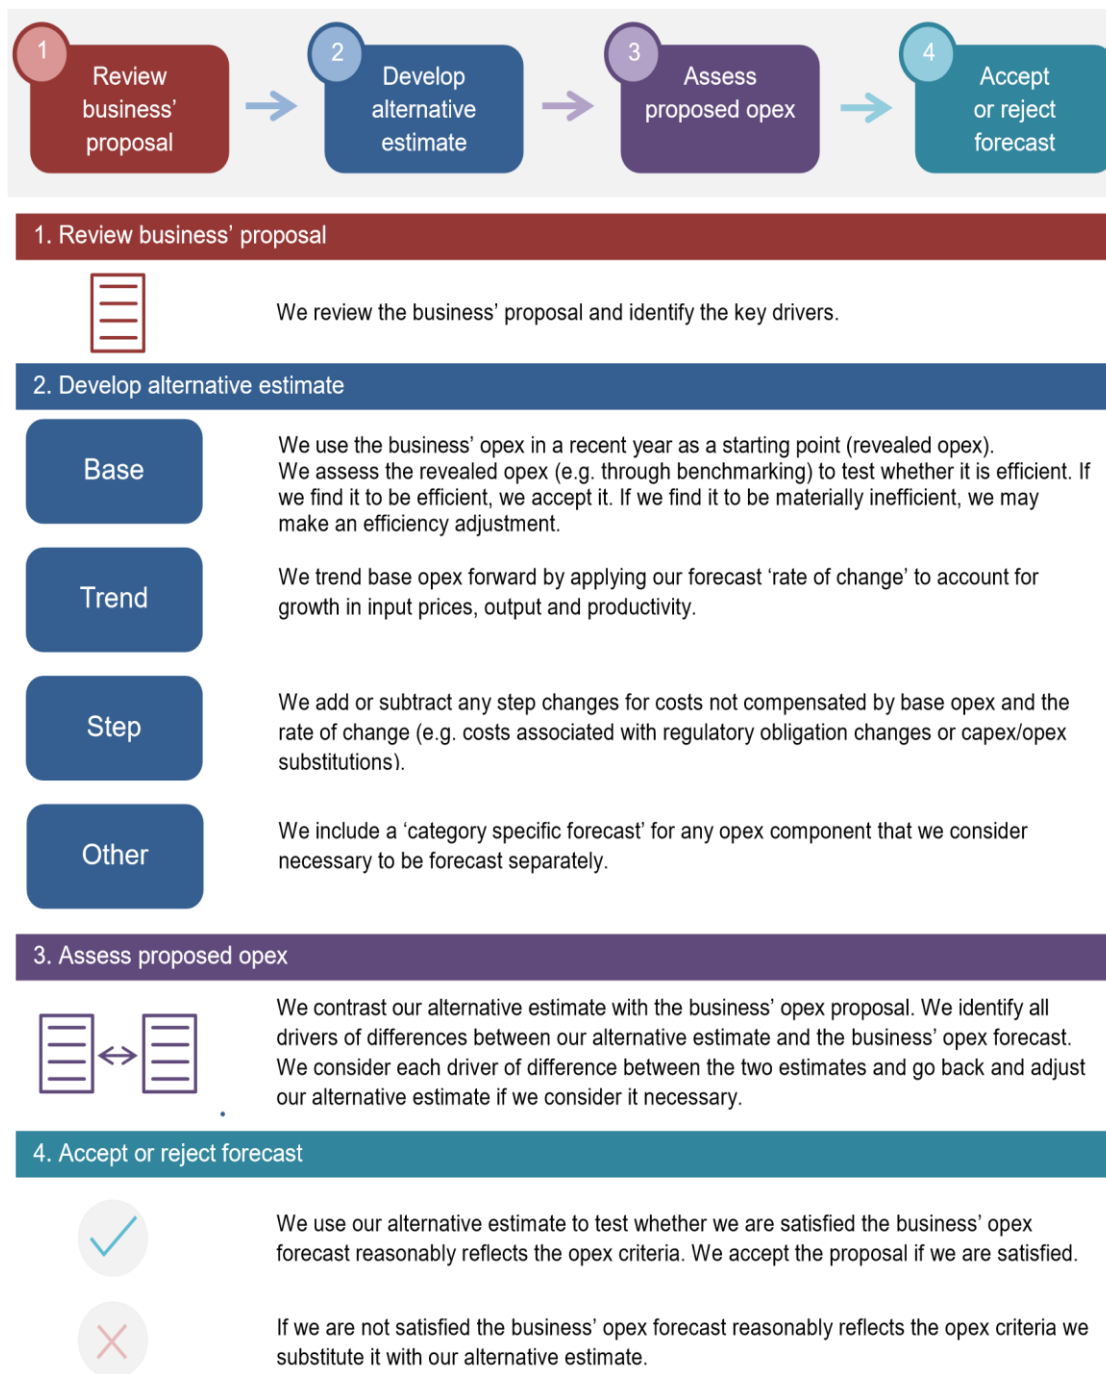 1
Review
business’
proposal
2
Develop
alternative
estimate
3
Assess
proposed opex
4
Accept
or reject
forecast
1. Review business’ proposal
We review the business’ proposal and identify the key drivers.
2. Develop alternative estimate
Base
We use the business’ opex in a recent year as a starting point (revealed opex).
We assess the revealed opex (e.g. through benchmarking) to test whether it is efficient. If
we find it to be efficient, we accept it. If we find it to be materially inefficient, we may
make an efficiency adjustment.
Trend
We trend base opex forward by applying our forecast ‘rate of change’ to account for
growth in input prices, output and productivity.
Step
We add or subtract any step changes for costs not compensated by base opex and the
rate of change (e.g. costs associated with regulatory obligation changes or capex/opex
substitutions).
Other
We include a ‘category specific forecast’ for any opex component that we consider
necessary to be forecast separately.
3. Assess proposed opex
We contrast our alternative estimate with the business’ opex proposal. We identify all
drivers of differences between our alternative estimate and the business’ opex forecast.
We consider each driver of difference between the two estimates and go back and adjust
our alternative estimate if we consider it necessary.
4. Accept or reject forecast
We use our alternative estimate to test whether we are satisfied the business’ opex
forecast reasonably reflects the opex criteria. We accept the proposal if we are satisfied.
If we are not satisfied the business’ opex forecast reasonably reflects the opex criteria we
substitute it with our alternative estimate.